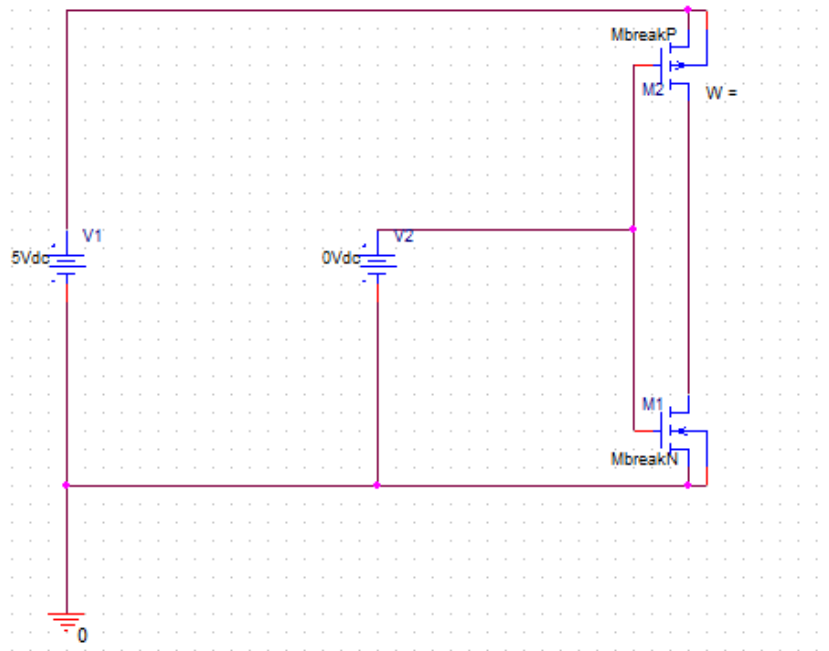 MbreakP
M2
W =
V1
5Vdc
V2
0Vdc
M1
MbreakN
0